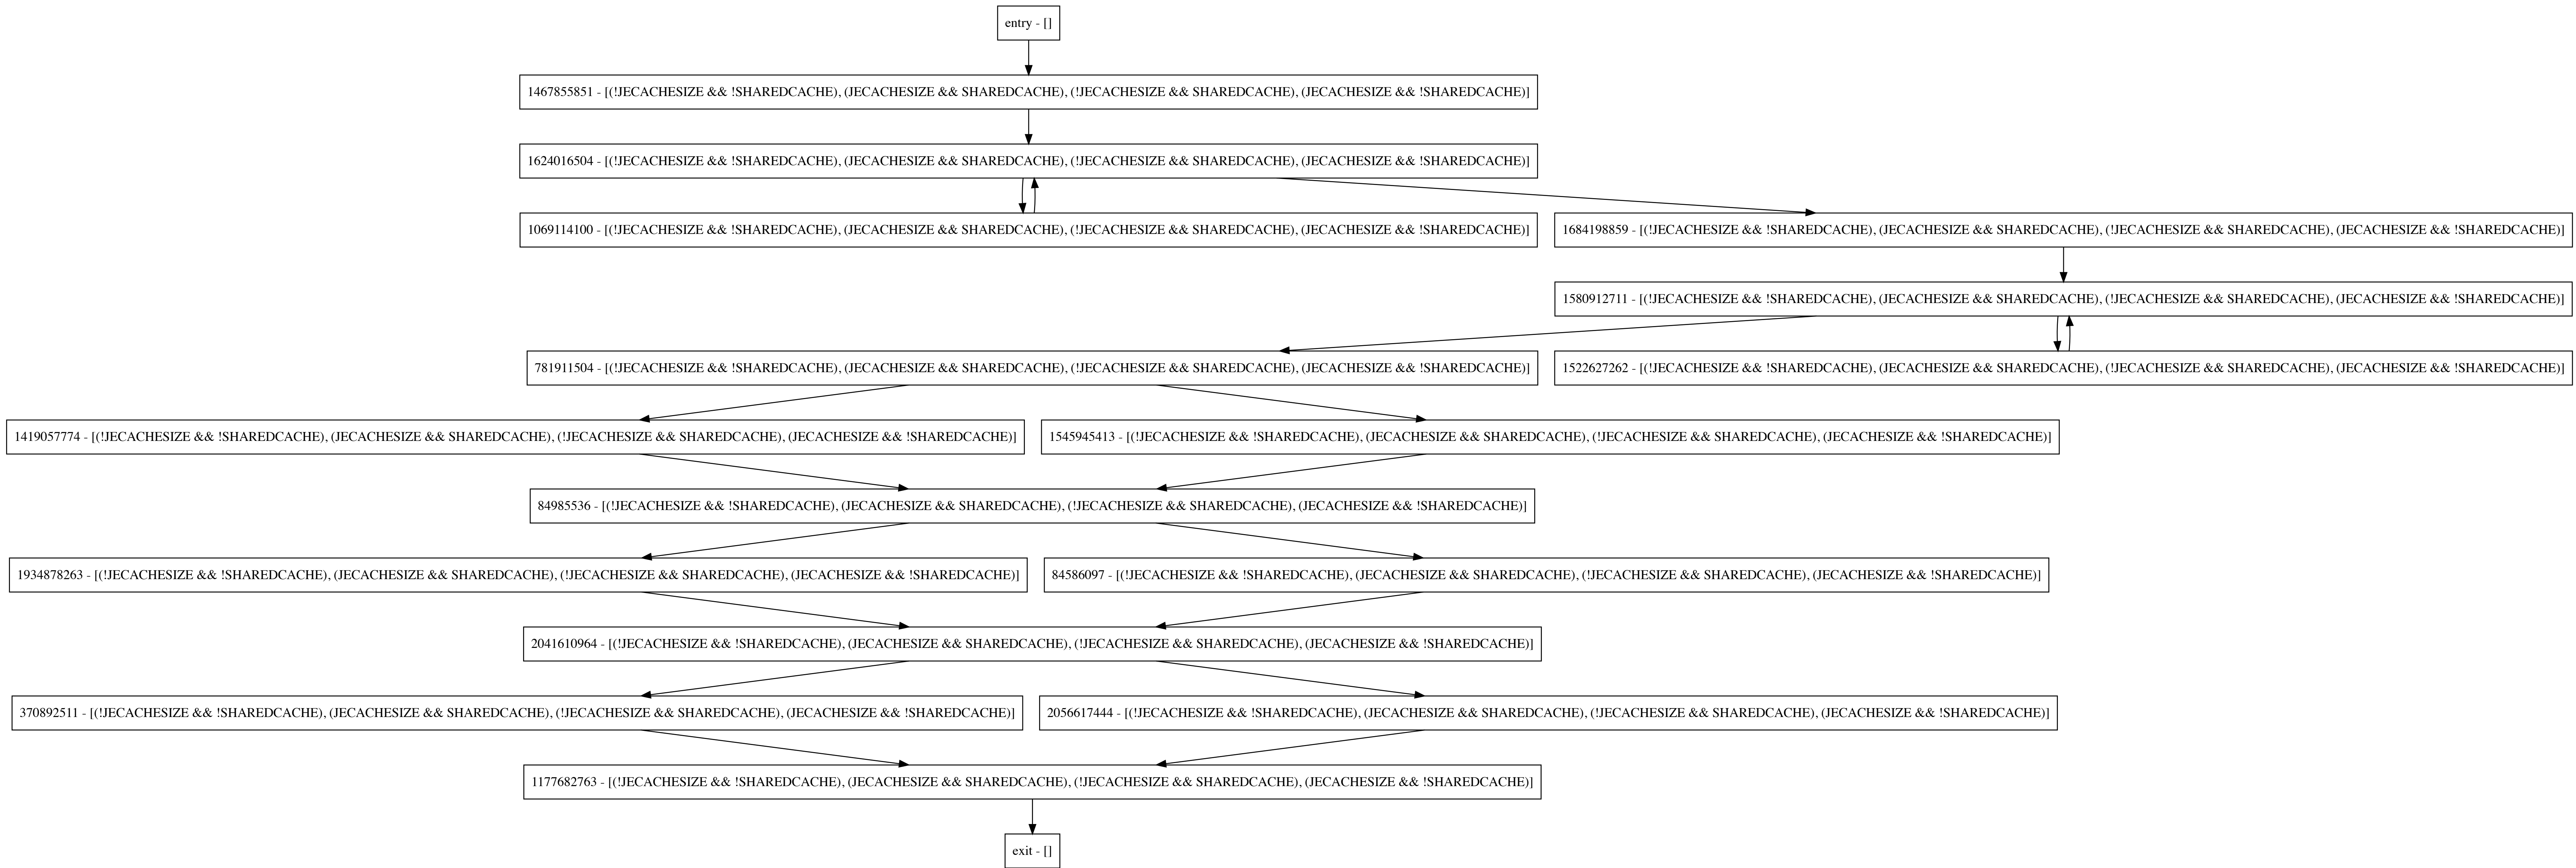 entry - []
1467855851 - [(!JECACHESIZE && !SHAREDCACHE), (JECACHESIZE && SHAREDCACHE), (!JECACHESIZE && SHAREDCACHE), (JECACHESIZE && !SHAREDCACHE)]
1624016504 - [(!JECACHESIZE && !SHAREDCACHE), (JECACHESIZE && SHAREDCACHE), (!JECACHESIZE && SHAREDCACHE), (JECACHESIZE && !SHAREDCACHE)]
1069114100 - [(!JECACHESIZE && !SHAREDCACHE), (JECACHESIZE && SHAREDCACHE), (!JECACHESIZE && SHAREDCACHE), (JECACHESIZE && !SHAREDCACHE)]
1684198859 - [(!JECACHESIZE && !SHAREDCACHE), (JECACHESIZE && SHAREDCACHE), (!JECACHESIZE && SHAREDCACHE), (JECACHESIZE && !SHAREDCACHE)]
1580912711 - [(!JECACHESIZE && !SHAREDCACHE), (JECACHESIZE && SHAREDCACHE), (!JECACHESIZE && SHAREDCACHE), (JECACHESIZE && !SHAREDCACHE)]
781911504 - [(!JECACHESIZE && !SHAREDCACHE), (JECACHESIZE && SHAREDCACHE), (!JECACHESIZE && SHAREDCACHE), (JECACHESIZE && !SHAREDCACHE)]
1522627262 - [(!JECACHESIZE && !SHAREDCACHE), (JECACHESIZE && SHAREDCACHE), (!JECACHESIZE && SHAREDCACHE), (JECACHESIZE && !SHAREDCACHE)]
1419057774 - [(!JECACHESIZE && !SHAREDCACHE), (JECACHESIZE && SHAREDCACHE), (!JECACHESIZE && SHAREDCACHE), (JECACHESIZE && !SHAREDCACHE)]
1545945413 - [(!JECACHESIZE && !SHAREDCACHE), (JECACHESIZE && SHAREDCACHE), (!JECACHESIZE && SHAREDCACHE), (JECACHESIZE && !SHAREDCACHE)]
84985536 - [(!JECACHESIZE && !SHAREDCACHE), (JECACHESIZE && SHAREDCACHE), (!JECACHESIZE && SHAREDCACHE), (JECACHESIZE && !SHAREDCACHE)]
1934878263 - [(!JECACHESIZE && !SHAREDCACHE), (JECACHESIZE && SHAREDCACHE), (!JECACHESIZE && SHAREDCACHE), (JECACHESIZE && !SHAREDCACHE)]
84586097 - [(!JECACHESIZE && !SHAREDCACHE), (JECACHESIZE && SHAREDCACHE), (!JECACHESIZE && SHAREDCACHE), (JECACHESIZE && !SHAREDCACHE)]
2041610964 - [(!JECACHESIZE && !SHAREDCACHE), (JECACHESIZE && SHAREDCACHE), (!JECACHESIZE && SHAREDCACHE), (JECACHESIZE && !SHAREDCACHE)]
370892511 - [(!JECACHESIZE && !SHAREDCACHE), (JECACHESIZE && SHAREDCACHE), (!JECACHESIZE && SHAREDCACHE), (JECACHESIZE && !SHAREDCACHE)]
2056617444 - [(!JECACHESIZE && !SHAREDCACHE), (JECACHESIZE && SHAREDCACHE), (!JECACHESIZE && SHAREDCACHE), (JECACHESIZE && !SHAREDCACHE)]
1177682763 - [(!JECACHESIZE && !SHAREDCACHE), (JECACHESIZE && SHAREDCACHE), (!JECACHESIZE && SHAREDCACHE), (JECACHESIZE && !SHAREDCACHE)]
exit - []